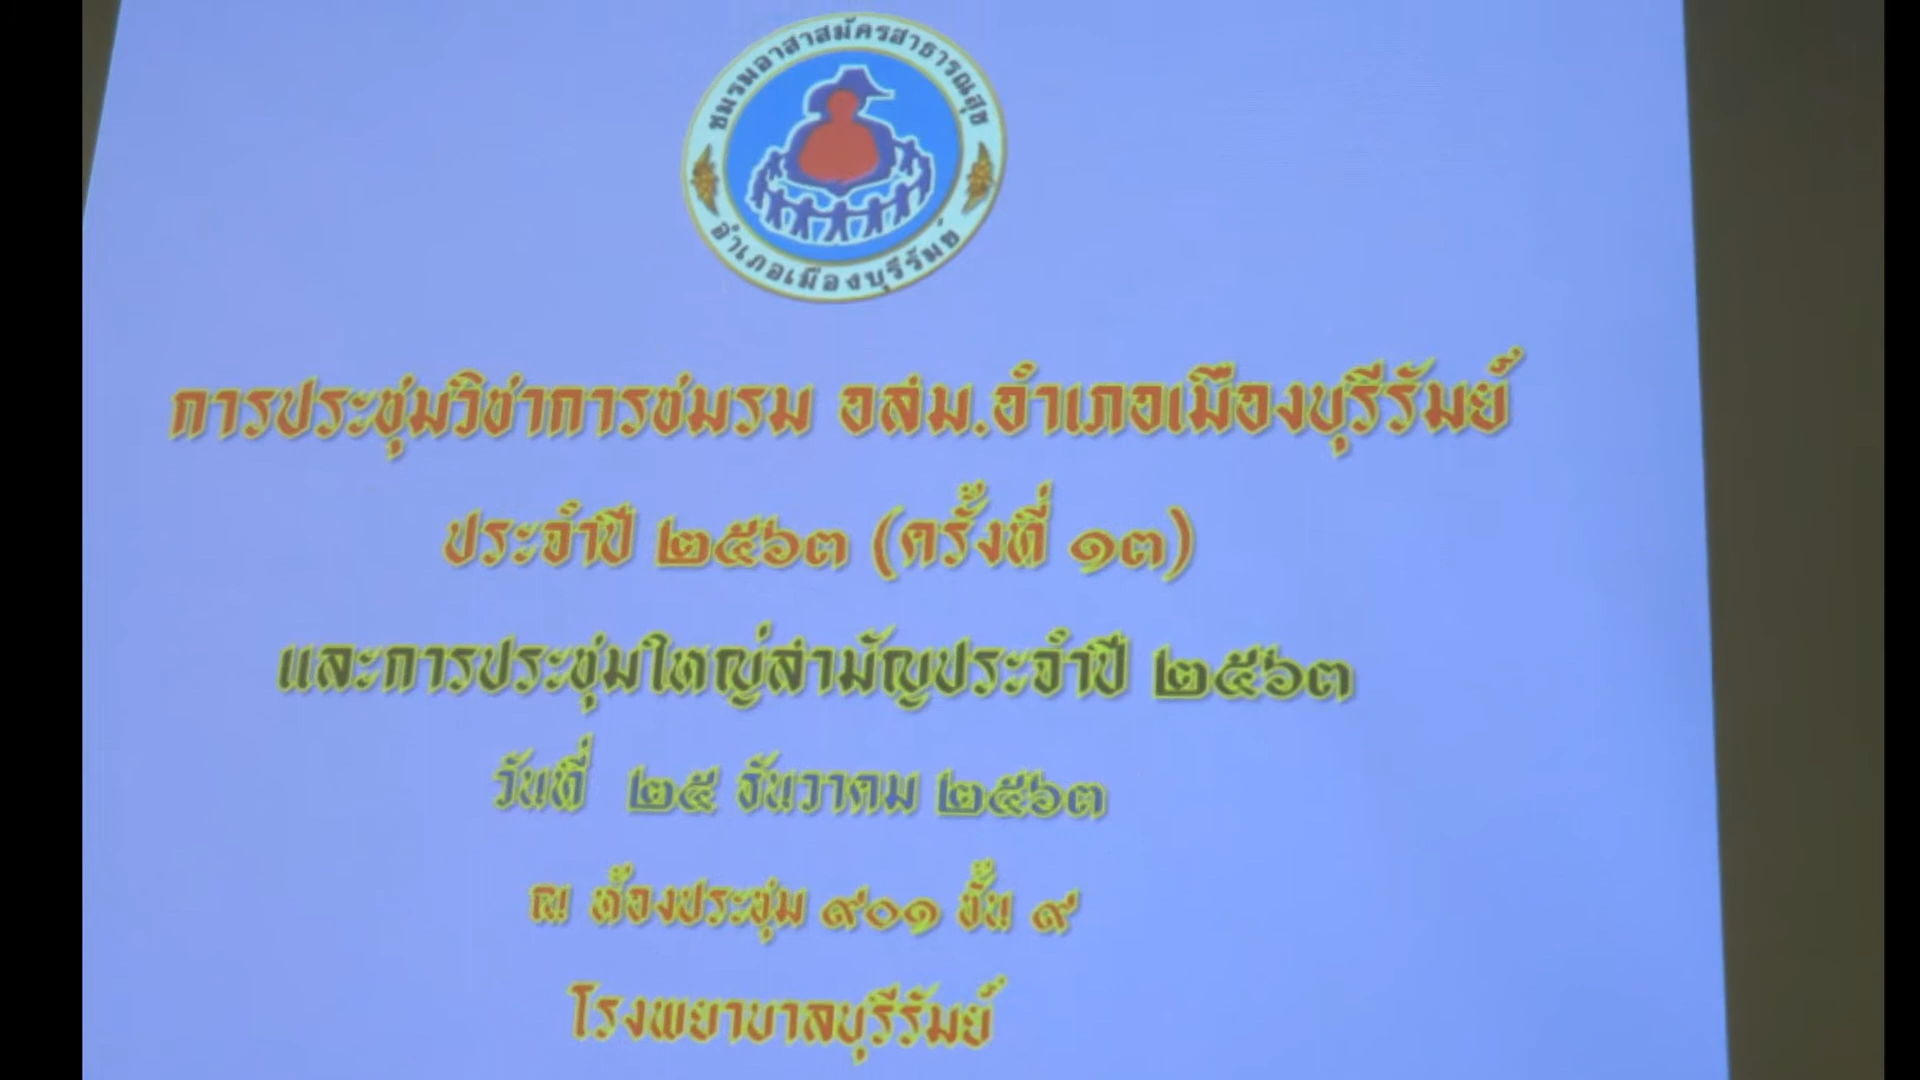 ชมรมอาสาสมัครสาธารณสุข
อำเภอเมืองบุรีรัมย์
การประชุมวิชาการชมรม อสม.อำเภอเมืองบุรีรัมย์
ประจำปี ๒๕๖๓ (ครั้งที่ ๑๓)
และการประชุมใหญ่สามัญประจำปี ๒๕๖๓
วันที่ ๒๕ ธันวาคม ๒๕๖๓
ณ ห้องประชุม ๙๐๑ ชั้น ๙
โรงพยาบาลบุรีรัมย์